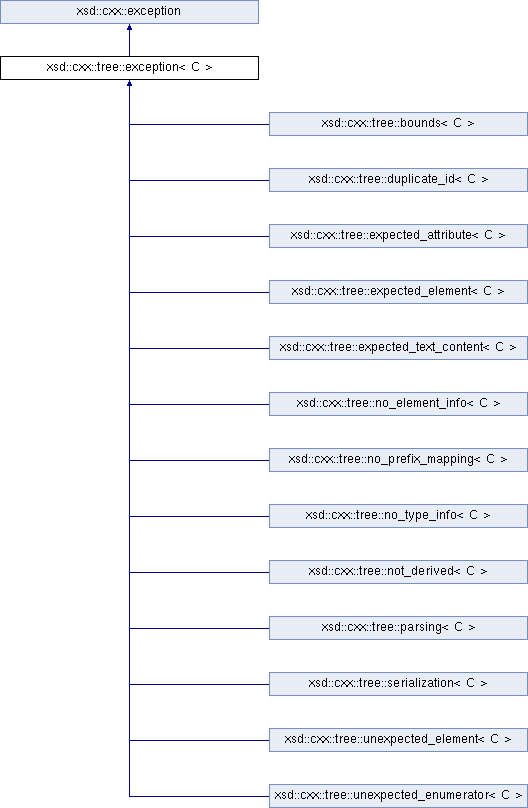 xsd::cxx::exception
xsd::cxx::tree::exception< C >
xsd::cxx::tree::bounds< C >
xsd::cxx::tree::duplicate_id< C >
xsd::cxx::tree::expected_attribute< C >
xsd::cxx::tree::expected_element< C >
xsd::cxx::tree::expected_text_content< C >
xsd::cxx::tree::no_element_info< C >
xsd::cxx::tree::no_prefix_mapping< C >
xsd::cxx::tree::no_type_info< C >
xsd::cxx::tree::not_derived< C >
xsd::cxx::tree::parsing< C >
xsd::cxx::tree::serialization< C >
xsd::cxx::tree::unexpected_element< C >
xsd::cxx::tree::unexpected_enumerator< C >